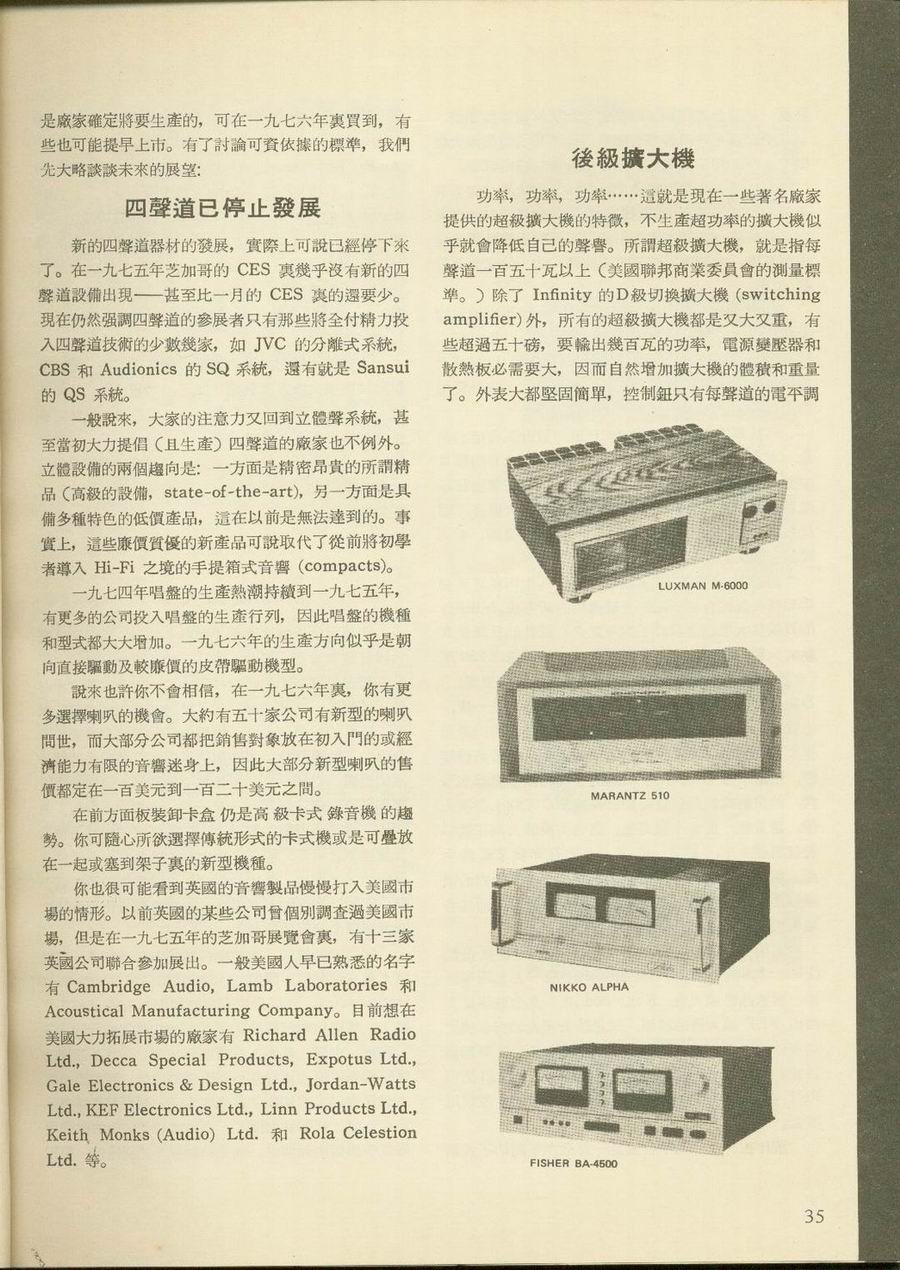 是廠家確定將要生產的，可在一九七六年裏買到，有
些也可能提早上市。有了討論可資依據的標準，我們
先大略談談未來的展望:
四聲道已停止發展
新的四聲道器材的發展，實際上可說已經停下來
了。在一九七五年芝加哥的 CES 裏幾乎沒有新的四
聲道設備出現——甚至比一月的 CES 裏的還要少。
現在仍然强調四聲道的參展者只有那些將全付精力投
入四聲道技術的少數幾家，如 JVC 的分離式系統，
CBS 和 Audionics 的 SQ 系統，還有就是 Sansui
的 QS 系統。
一般說來，大家的注意力又回到立體聲系統，甚
至當初大力提倡（且生產）四聲道的廠家也不例外。
立體設備的兩個趨向是: 一方面是精密昂貴的所謂精
品（高級的設備，state-of-the-art)，另一方面是具
備多種特色的低價產品，這在以前是無法達到的。事
實上，這些廉價質優的新產品可說取代了從前將初學
者導入 Hi-Fi 之境的手提箱式音響 (compacts)。
一九七四年唱盤的生產熱潮持續到一九七五年，
有更多的公司投入唱盤的生產行列，因此唱盤的機種
和型式都大大增加。一九七六年的生產方向似乎是朝
向直接驅動及較廉價的皮帶驅動機型。
說來也許你不會相信，在一九七六年裏，你有更
多選擇喇叭的機會。大約有五十家公司有新型的喇叭
問世，而大部分公司都把銷售對象放在初入門的或經
濟能力有限的音響迷身上，因此大部分新型喇叭的售
價都定在一百美元到一百二十美元之間。
在前方面板裝卸卡盒仍是高級卡式錄音機的趨
勢。你可隨心所欲選擇傳統形式的卡式機或是可疊放
在一起或塞到架子裏的新型機種。
你也很可能看到英國的音響製品慢慢打入美國市
場的情形。以前英國的某些公司曾個別調查過美國市
場，但是在一九七五年的芝加哥展覽會裏，有十三家
英國公司聯合參加展出。一般美國人早已熟悉的名字
有 Cambridge Audio, Lamb Laboratories 和
Acoustical Manufacturing Company。目前想在
美國大力拓展市場的廠家有 Richard Allen Radio
Ltd., Decca Special Products, Expotus Ltd.,
Gale Electronics & Design Ltd., Jordan-Watts
Ltd., KEF Electronics Ltd., Linn Products Ltd.,
Keith Monks (Audio) Ltd. 和 Rola Celestion
Ltd. 等。
後級擴大機
功率，功率，功率……這就是現在一些著名廠家
提供的超級擴大機的特徵，不生產超功率的擴大機似
乎就會降低自己的聲譽。所謂超級擴大機，就是指每
聲道一百五十瓦以上（美國聯邦商業委員會的測量標
準。）除了 Infinity 的D級切換擴大機 (switching
amplifier) 外，所有的超級擴大機都是又大又重，有
些超過五十磅，要輸出幾百瓦的功率，電源變壓器和
散熱板必需要大，因而自然增加擴大機的體積和重量
了。外表大都堅固簡單，控制鈕只有每聲道的電平調
LUXMAN M-6000
MARANTZ 510
NIKKO ALPHA
FISHER BA-4500
35